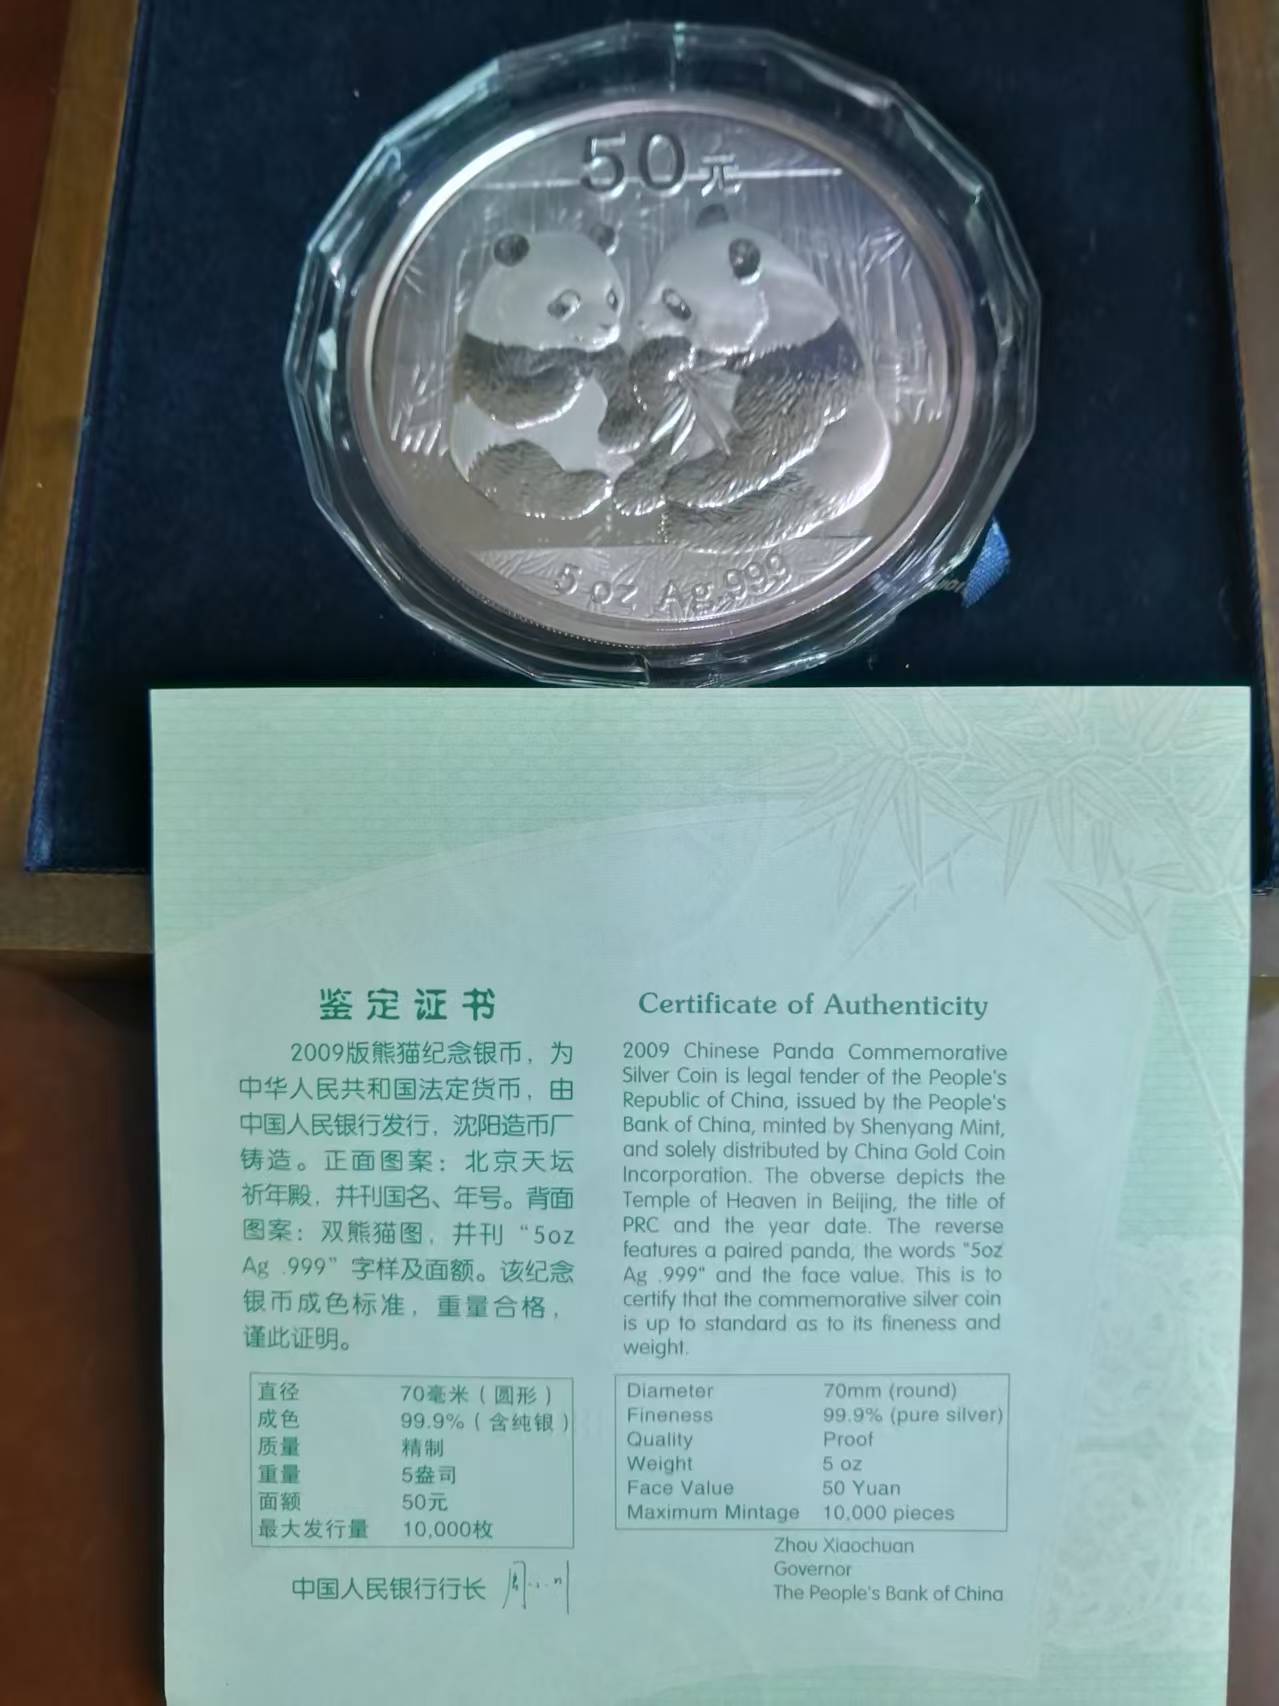 50元
5 oz Ag.999
鉴定证书
2009版熊猫纪念银币，为
中华人民共和国法定货币，由
中国人民银行发行，沈阳造币厂
铸造。正面图案：北京天坛
祈年殿，并刊国名、年号。背面
图案：双熊猫图，并刊“5oz
Ag .999”字样及面额。该纪念
银币成色标准，重量合格，
谨此证明。
直径 70毫米（圆形）
成色 99.9%（含纯银）
质量 精制
重量 5盎司
面额 50元
最大发行量 10,000枚
中国人民银行行长
Certificate of Authenticity
2009 Chinese Panda Commemorative
Silver Coin is legal tender of the People's
Republic of China, issued by the People's
Bank of China, minted by Shenyang Mint,
and solely distributed by China Gold Coin
Incorporation. The obverse depicts the
Temple of Heaven in Beijing, the title of
PRC and the year date. The reverse
features a paired panda, the words "5oz
Ag .999" and the face value. This is to
certify that the commemorative silver coin
is up to standard as to its fineness and
weight.
Diameter 70mm (round)
Fineness 99.9% (pure silver)
Quality Proof
Weight 5 oz
Face Value 50 Yuan
Maximum Mintage 10,000 pieces
Zhou Xiaochuan
Governor
The People's Bank of China